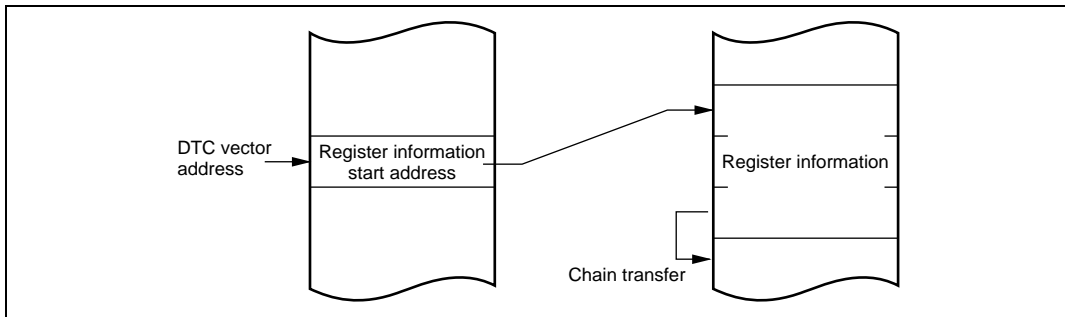 DTC vector
address
Register information
start address
Register information
Chain transfer